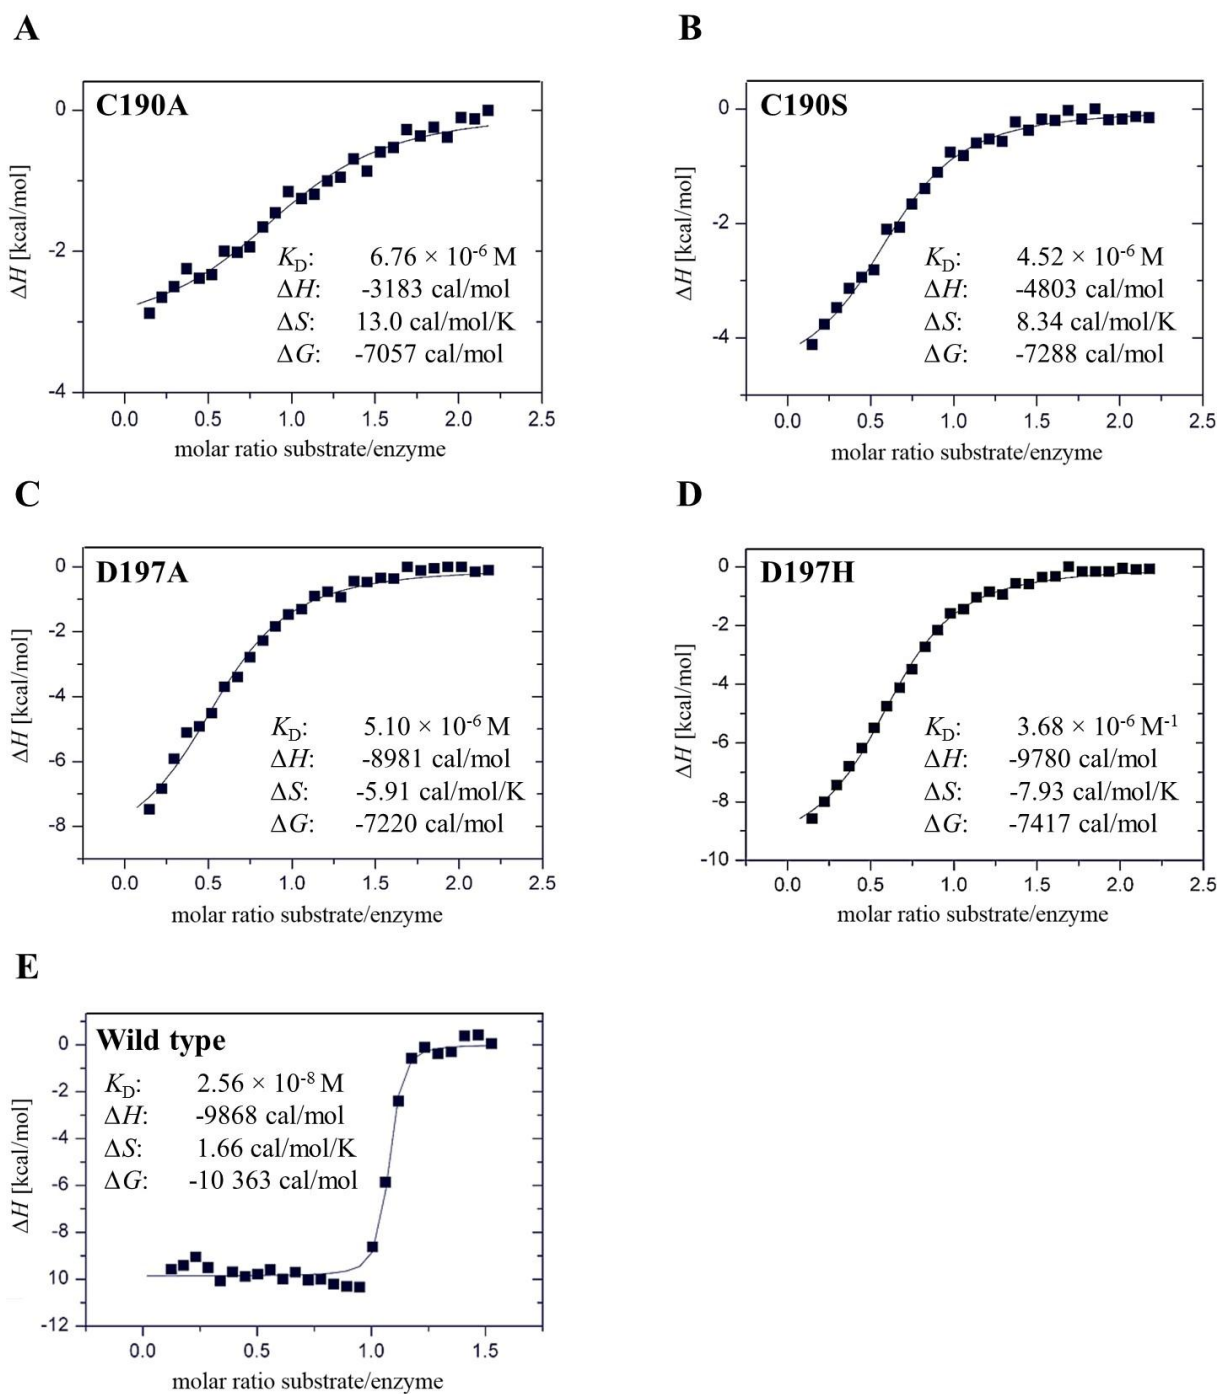 A
C190A
ΔH [kcal/mol]
0
-2
-4
K_D: 6.76 × 10⁻⁶ M
ΔH: -3183 cal/mol
ΔS: 13.0 cal/mol/K
ΔG: -7057 cal/mol
0.0 0.5 1.0 1.5 2.0 2.5
molar ratio substrate/enzyme
B
C190S
ΔH [kcal/mol]
0
-2
-4
K_D: 4.52 × 10⁻⁶ M
ΔH: -4803 cal/mol
ΔS: 8.34 cal/mol/K
ΔG: -7288 cal/mol
0.0 0.5 1.0 1.5 2.0 2.5
molar ratio substrate/enzyme
C
D197A
ΔH [kcal/mol]
0
-2
-4
-6
-8
K_D: 5.10 × 10⁻⁶ M
ΔH: -8981 cal/mol
ΔS: -5.91 cal/mol/K
ΔG: -7220 cal/mol
0.0 0.5 1.0 1.5 2.0 2.5
molar ratio substrate/enzyme
D
D197H
ΔH [kcal/mol]
0
-2
-4
-6
-8
-10
K_D: 3.68 × 10⁻⁶ M⁻¹
ΔH: -9780 cal/mol
ΔS: -7.93 cal/mol/K
ΔG: -7417 cal/mol
0.0 0.5 1.0 1.5 2.0 2.5
molar ratio substrate/enzyme
E
Wild type
K_D: 2.56 × 10⁻⁸ M
ΔH: -9868 cal/mol
ΔS: 1.66 cal/mol/K
ΔG: -10 363 cal/mol
ΔH [kcal/mol]
0
-2
-4
-6
-8
10
-12
0.0 0.5 1.0 1.5
molar ratio substrate/enzyme